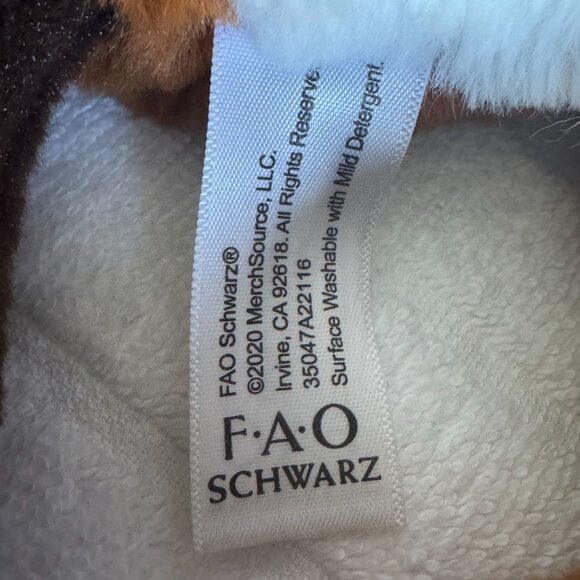 FAO Schwarz®
©2020 MerchSource, LLC.
Irvine, CA 92618. All Rights Reserve
35047A22116
Surface Washable with Mild Detergent.
F·A·O
SCHWARZ